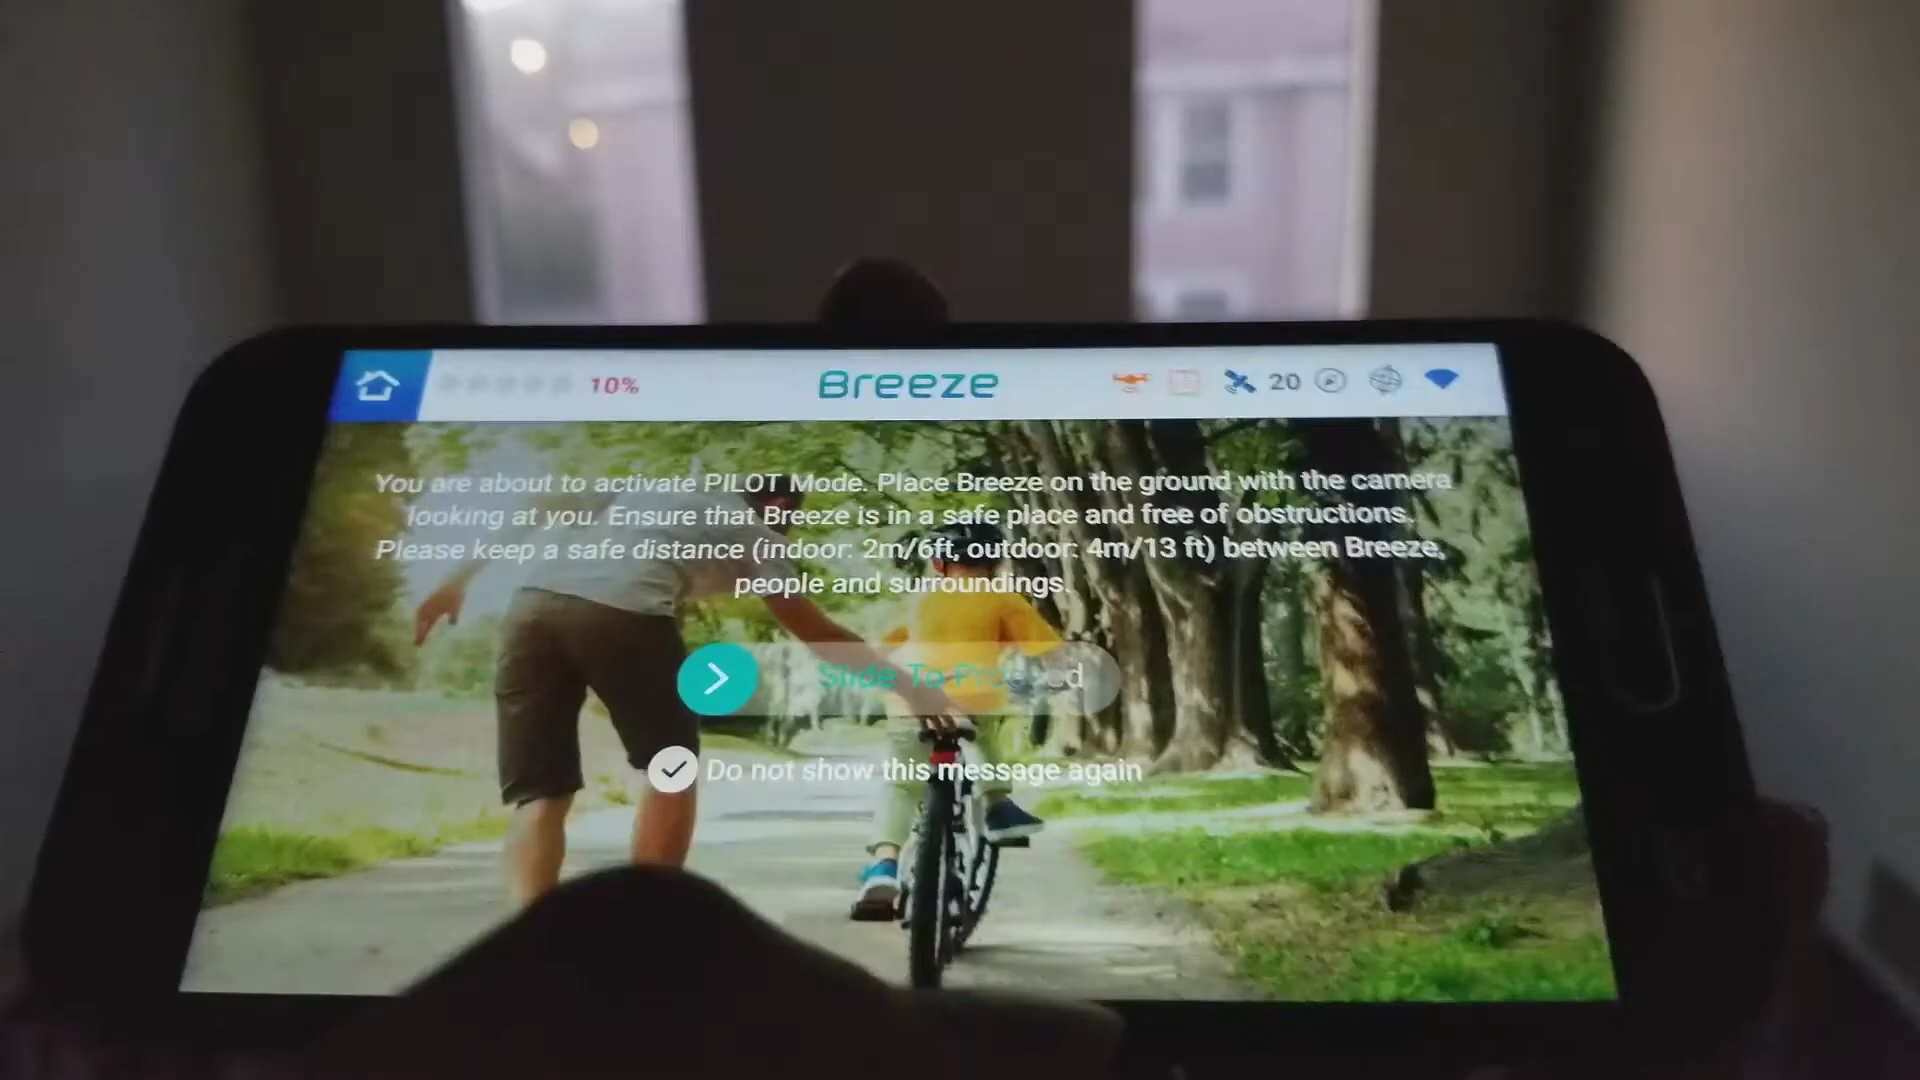 10% Breeze 20
You are about to activate PILOT Mode. Place Breeze on the ground with the camera
looking at you. Ensure that Breeze is in a safe place and free of obstructions.
Please keep a safe distance (indoor: 2m/6ft, outdoor: 4m/13 ft) between Breeze,
people and surroundings.
Slide To Proceed
Do not show this message again